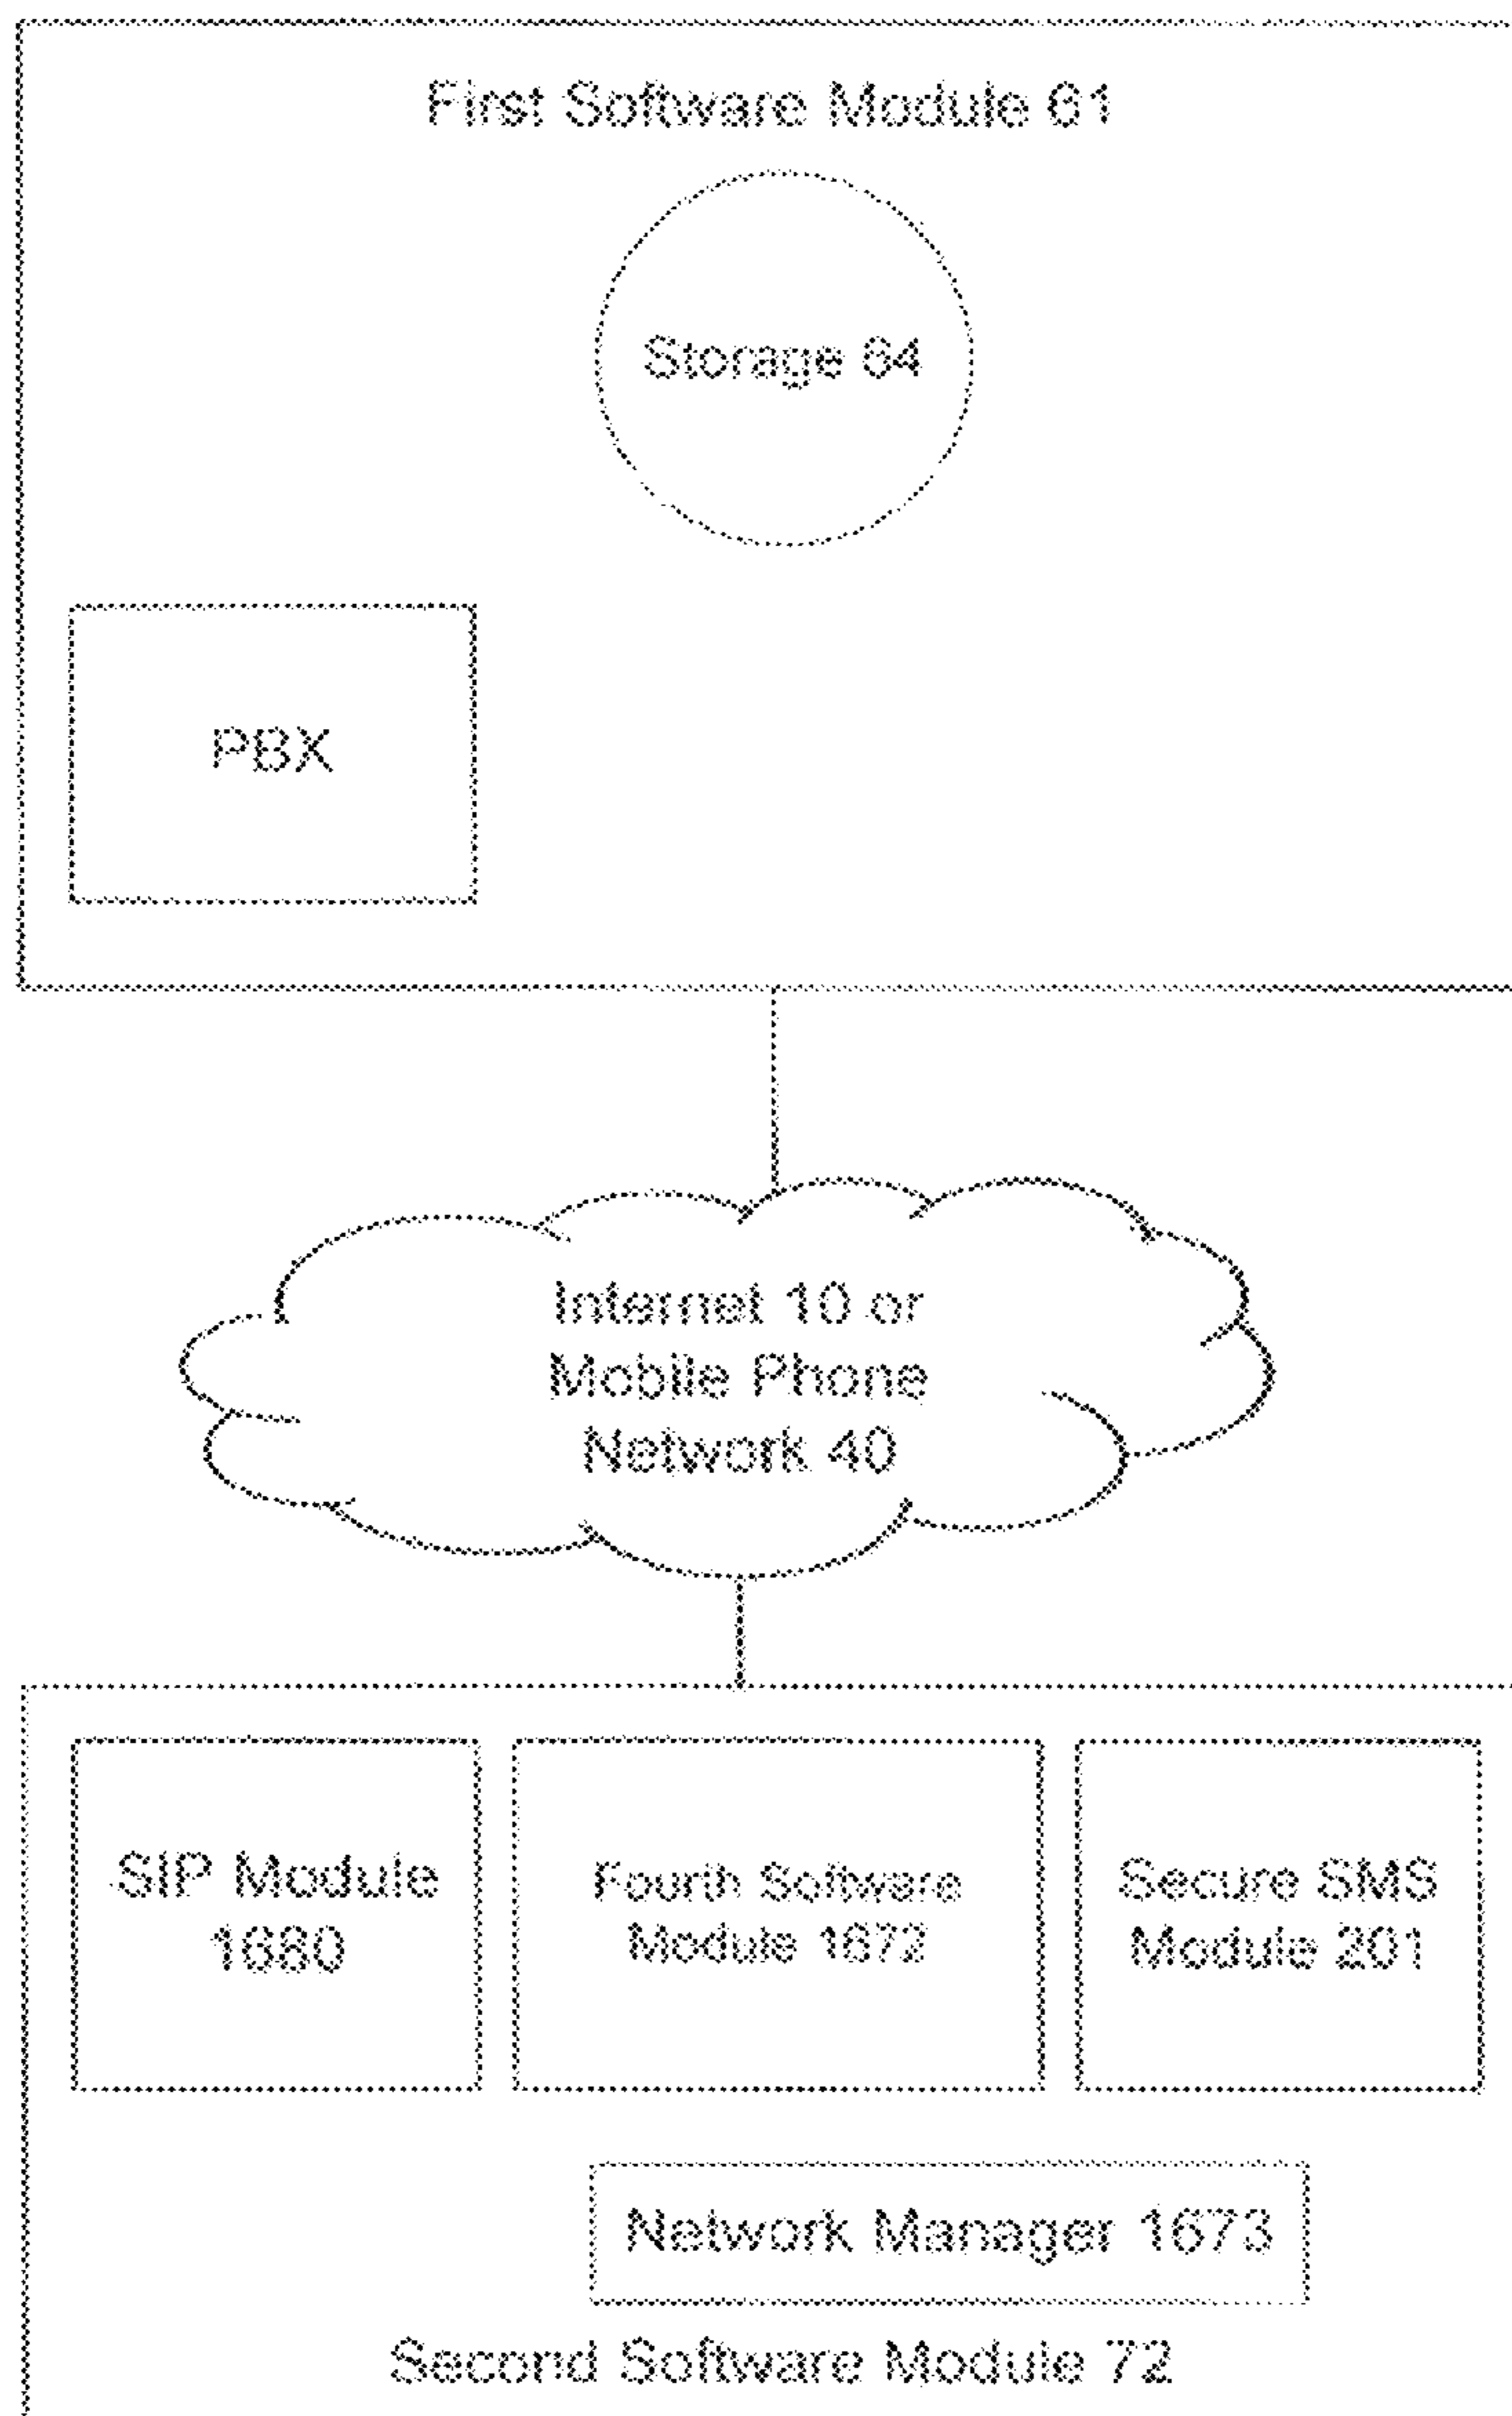 First Software Module 61
Storage 64
PBX
Internet 10 or
Mobile Phone
Network 40
SIP Module
1680
Fourth Software
Module 1672
Secure SMS
Module 201
Network Manager 1673
Second Software Module 72